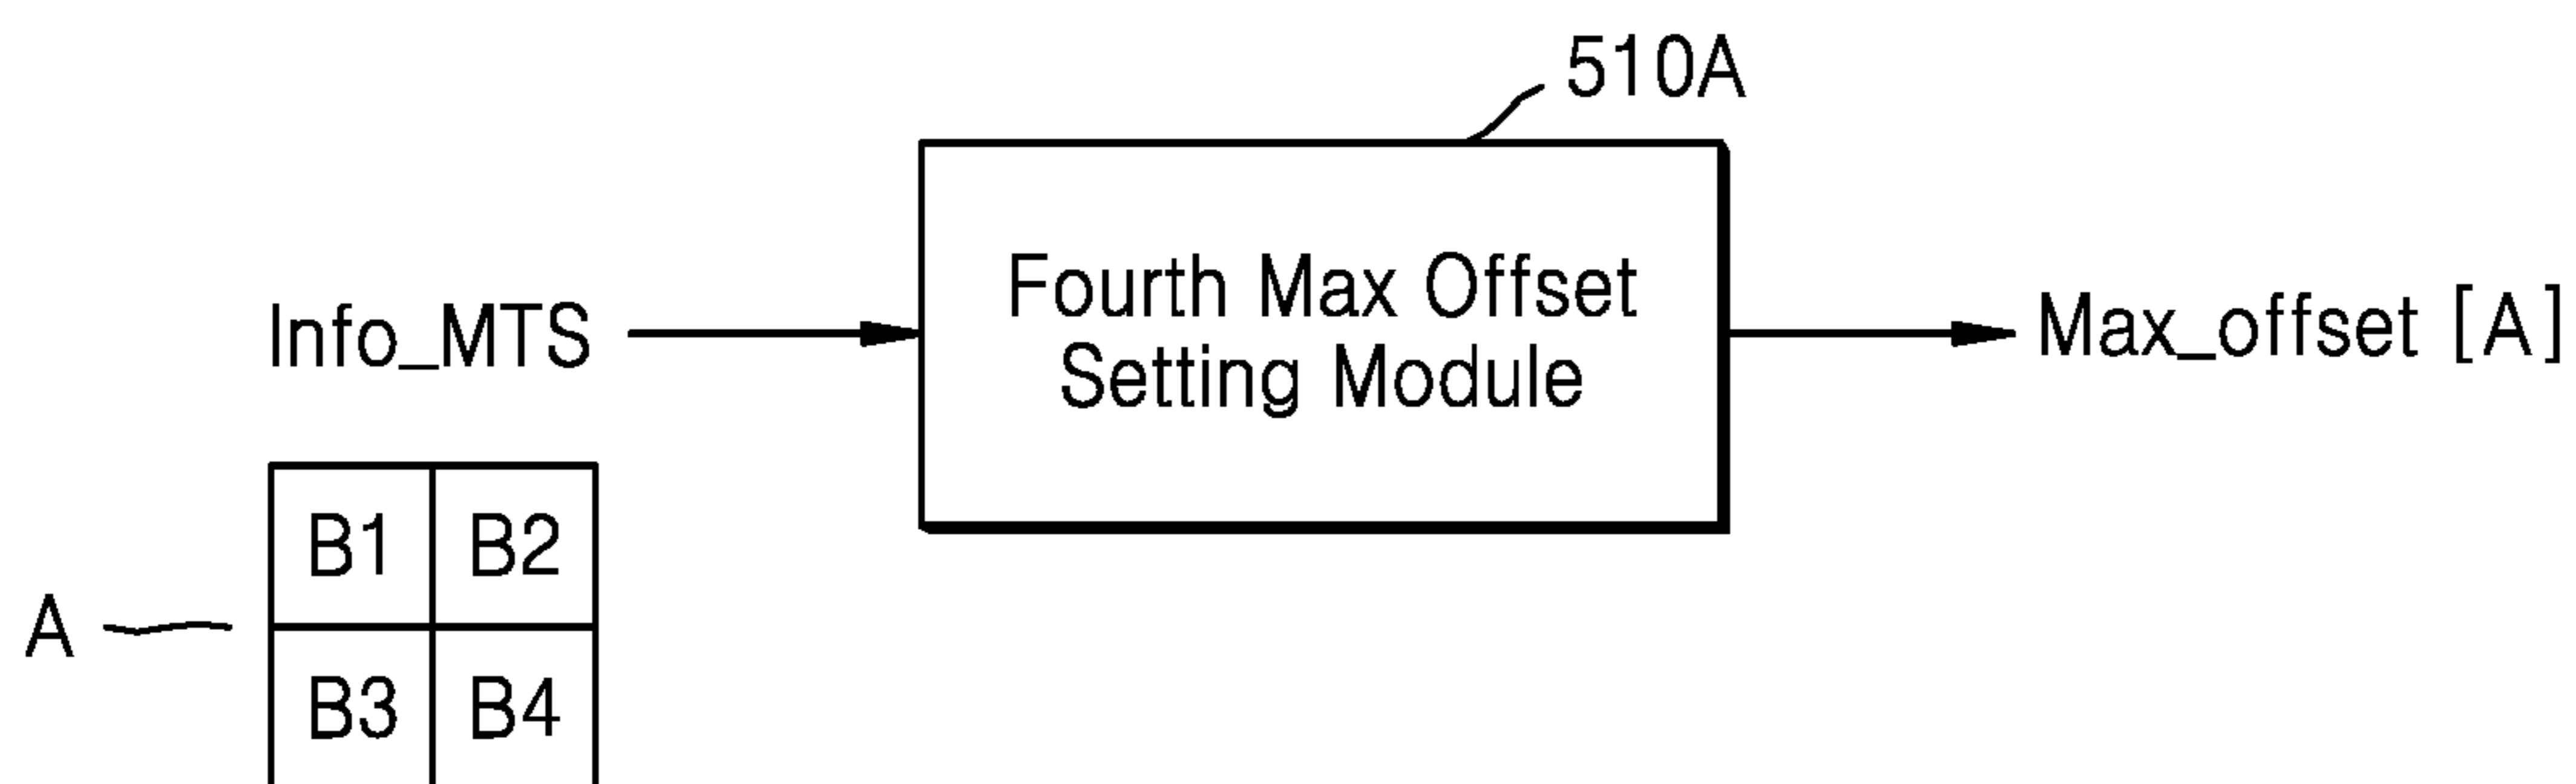 510A
Fourth Max Offset
Setting Module
Info_MTS
Max_offset [A]
B1 B2
A
B3 B4